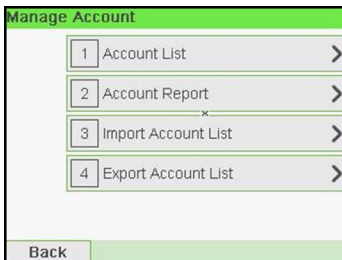 Manage Account
1 Account List
2 Account Report
3 Import Account List
4 Export Account List
Back